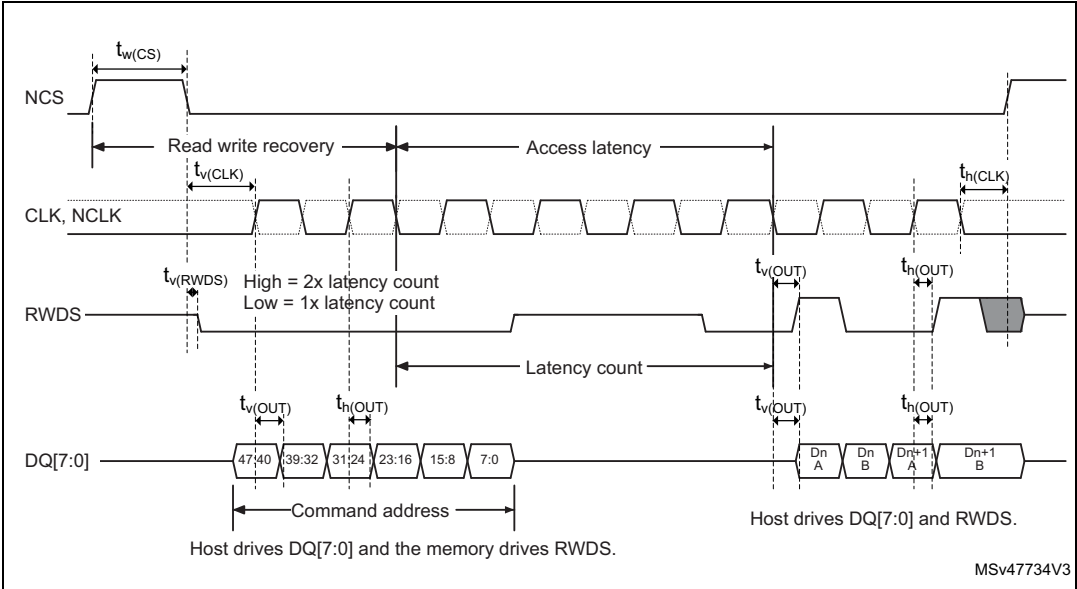 tw(CS)
NCS
Read write recovery
Access latency
tv(CLK)
th(CLK)
CLK, NCLK
tv(RWDS)
High = 2x latency count
Low = 1x latency count
tv(OUT)
th(OUT)
RWDS
Latency count
tv(OUT)
th(OUT)
tv(OUT)
th(OUT)
DQ[7:0]
47:40
39:32
31:24
23:16
15:8
7:0
Dn
A
Dn
B
Dn+1
A
Dn+1
B
Command address
Host drives DQ[7:0] and RWDS.
Host drives DQ[7:0] and the memory drives RWDS.
MSv47734V3